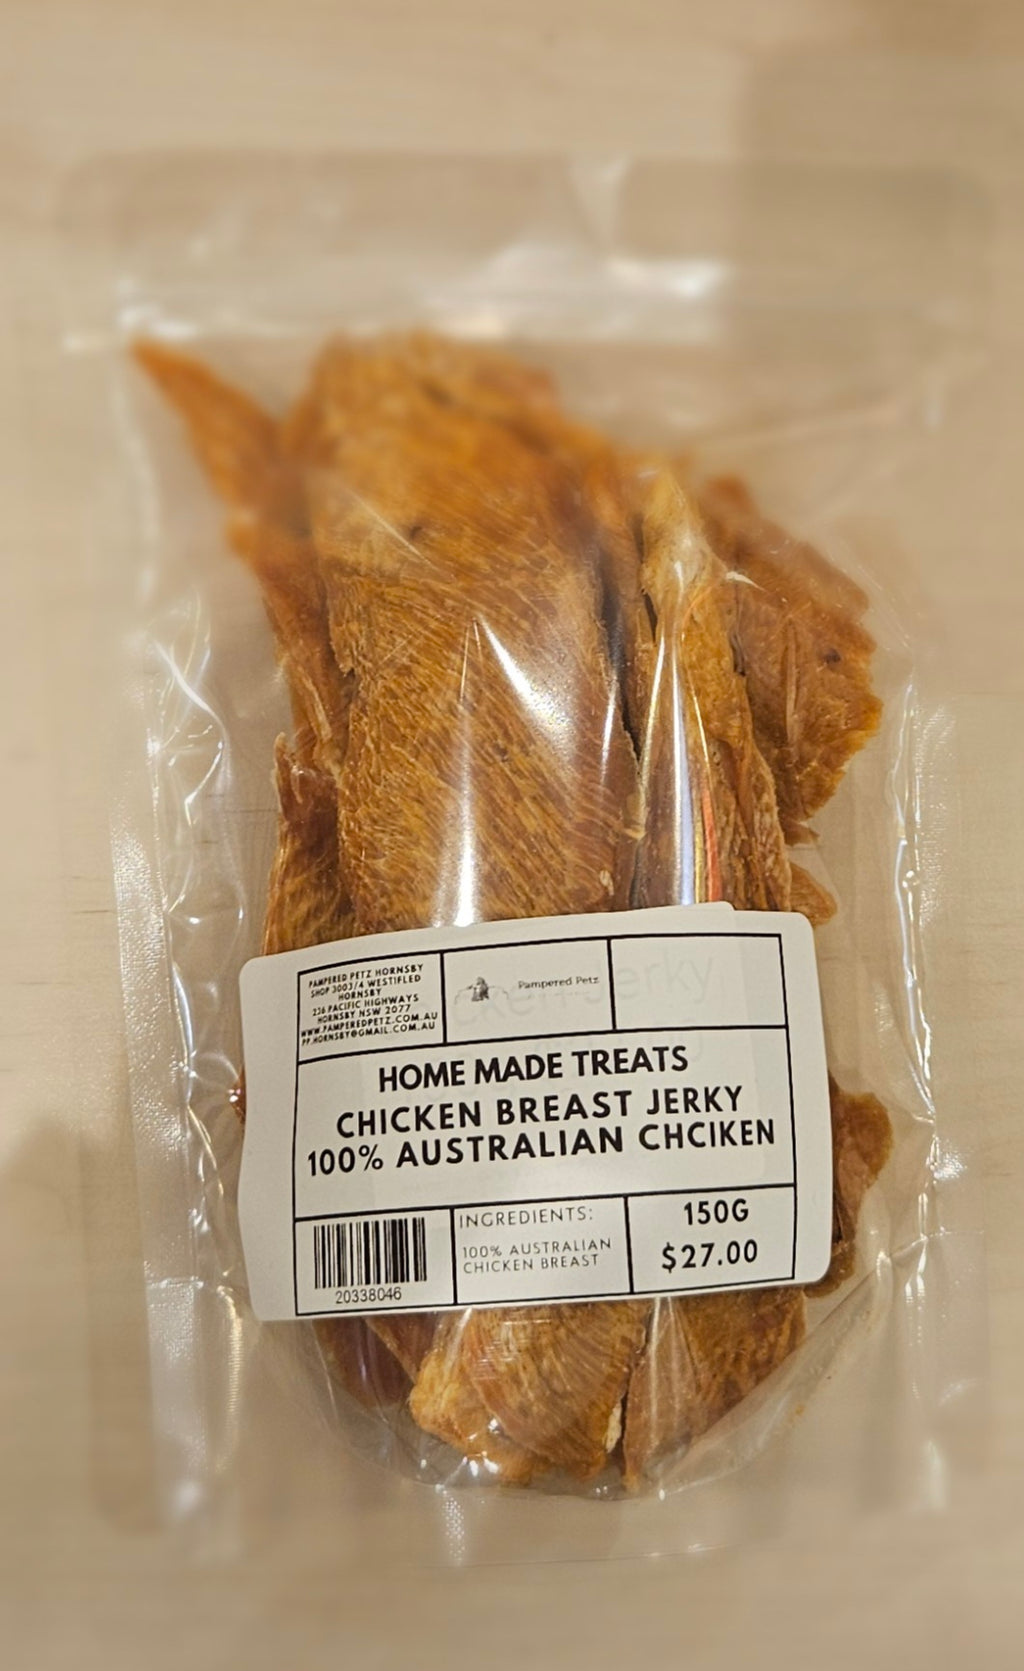 PAMPERED PETZ HORNSBY
SHOP 3003/4 WESTIFLED
HORNSBY
236 PACIFIC HIGHWAYS
HORNSBY NSW 2077
WWW.PAMPEREDPETZ.COM.AU
PP.HORNSBY@GMAIL.COM.AU
Pampered Petz
HOME MADE TREATS
CHICKEN BREAST JERKY
100% AUSTRALIAN CHCIKEN
20338046
INGREDIENTS:
100% AUSTRALIAN
CHICKEN BREAST
150G
$27.00